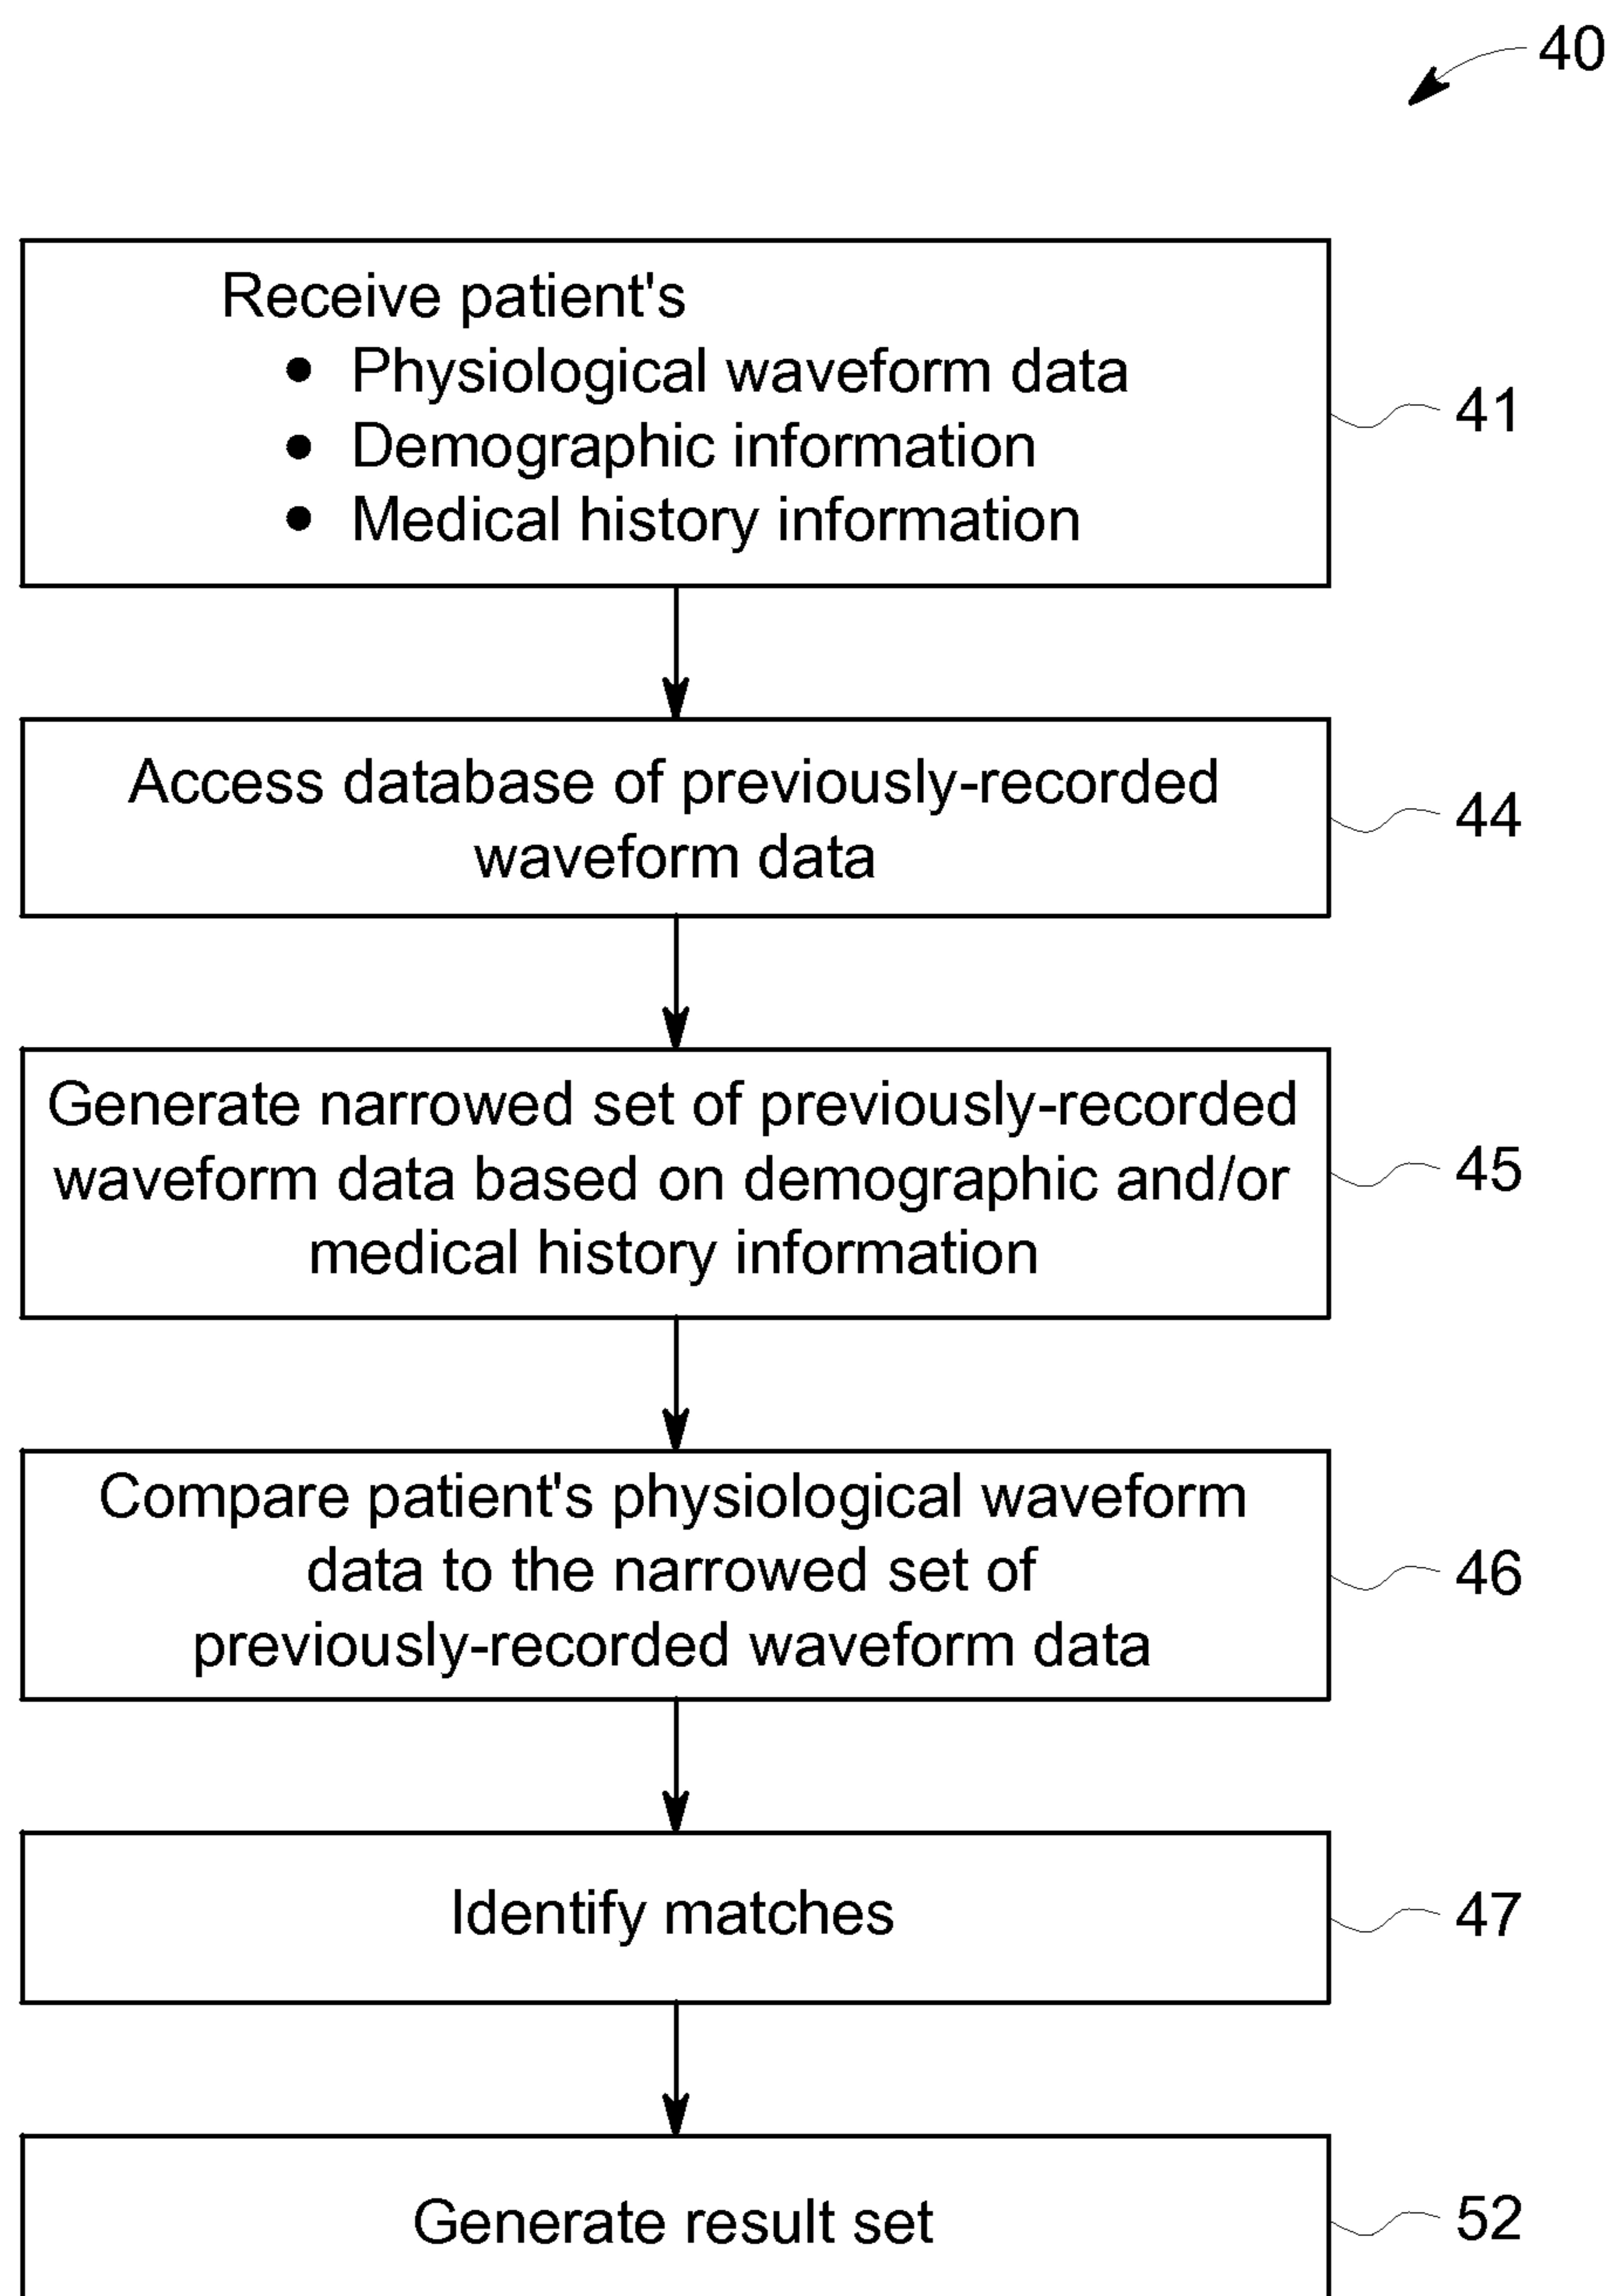 40
Receive patient's
● Physiological waveform data
● Demographic information
● Medical history information
41
Access database of previously-recorded
waveform data
44
Generate narrowed set of previously-recorded
waveform data based on demographic and/or
medical history information
45
Compare patient's physiological waveform
data to the narrowed set of
previously-recorded waveform data
46
Identify matches
47
Generate result set
52